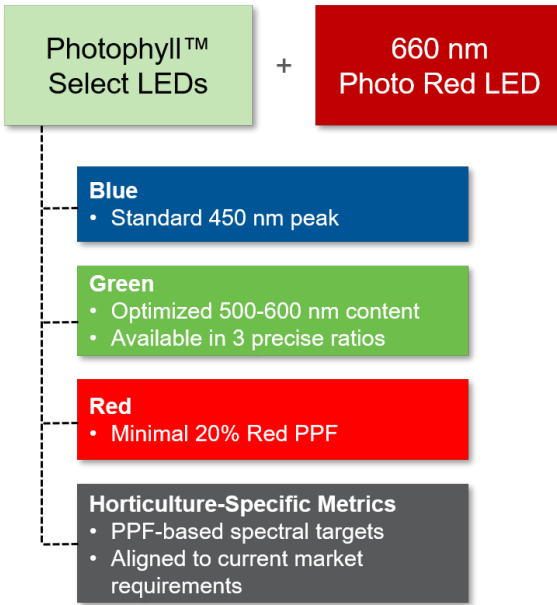 Photophyll™
Select LEDs
+
660 nm
Photo Red LED
Blue
• Standard 450 nm peak
Green
• Optimized 500-600 nm content
• Available in 3 precise ratios
Red
• Minimal 20% Red PPF
Horticulture-Specific Metrics
• PPF-based spectral targets
• Aligned to current market
requirements